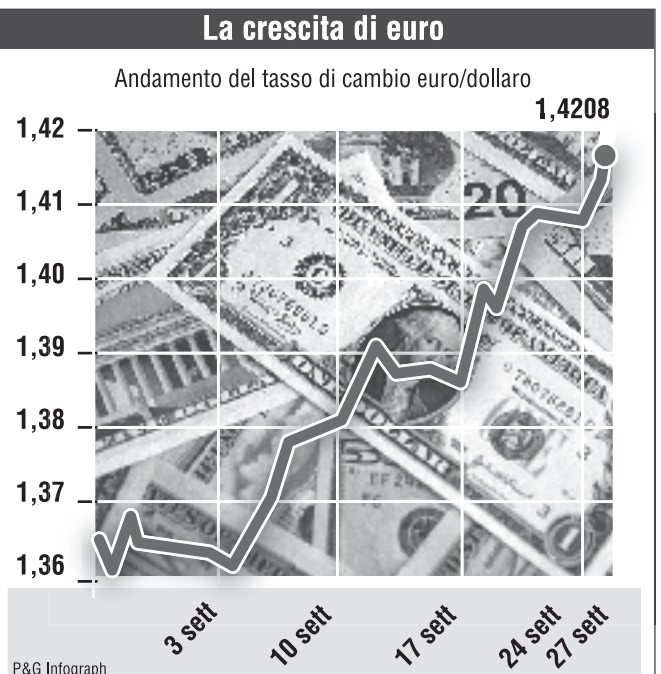 La crescita di euro
Andamento del tasso di cambio euro/dollaro
1,4208
1,42
1,41
1,40
1,39
1,38
1,37
1,36
20
3 sett
10 sett
17 sett
24 sett
27 sett
P&G Infograph